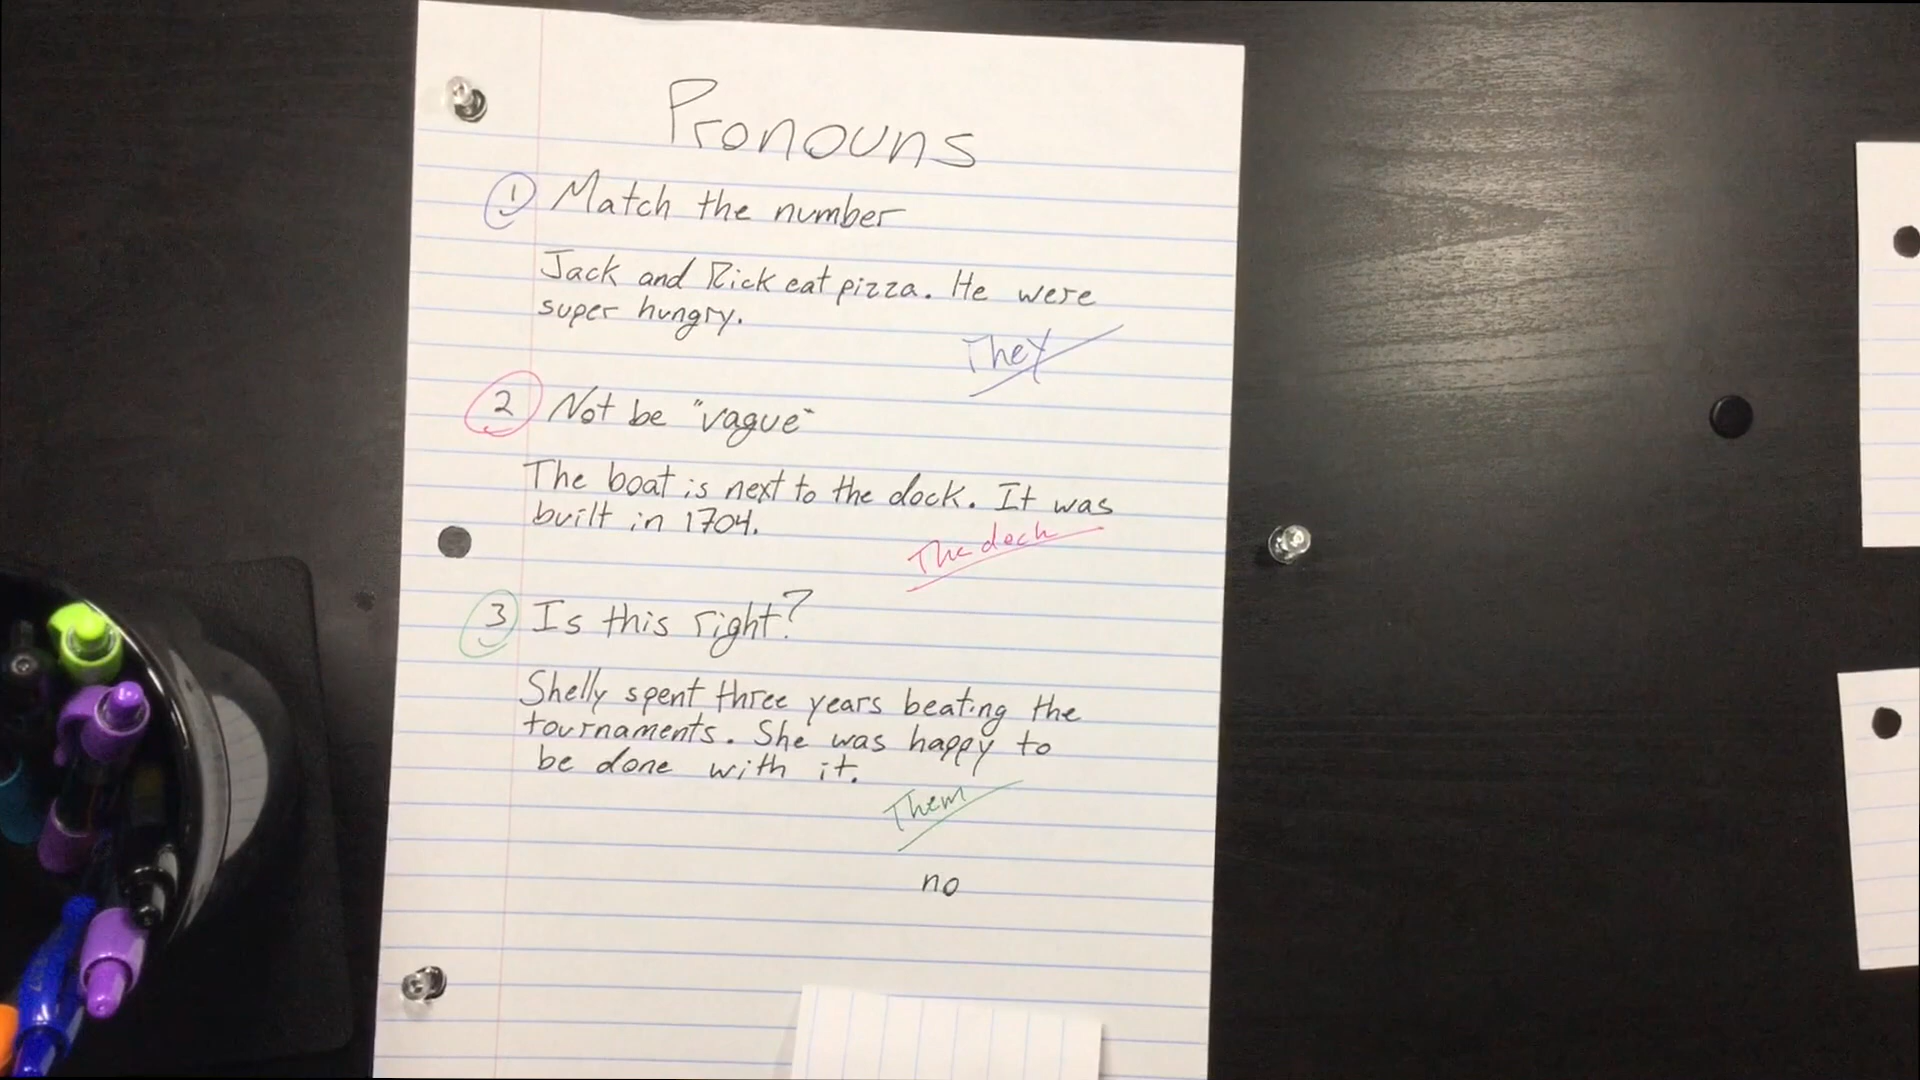 Pronouns
1 Match the number
Jack and Rick eat pizza. He were
super hungry.
They
2 Not be "vague"
The boat is next to the dock. It was
built in 1704.
The dock
3 Is this right?
Shelly spent three years beating the
tournaments. She was happy to
be done with it.
Them
no